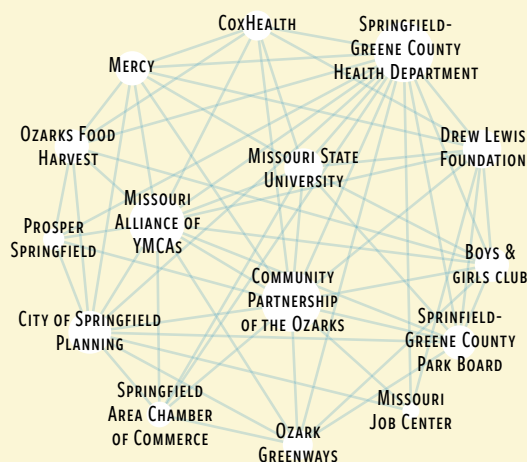 CoxHealth
Springfield-
Greene County
Health Department
Mercy
Ozarks Food
Harvest
Missouri State
University
Drew Lewis
Foundation
Missouri
Alliance of
YMCAs
Prosper
Springfield
Boys &
girls club
Community
Partnership
of the Ozarks
City of Springfield
Planning
Sprinfield-
Greene County
Park Board
Springfield
Area Chamber
of Commerce
Missouri
Job Center
Ozark
Greenways